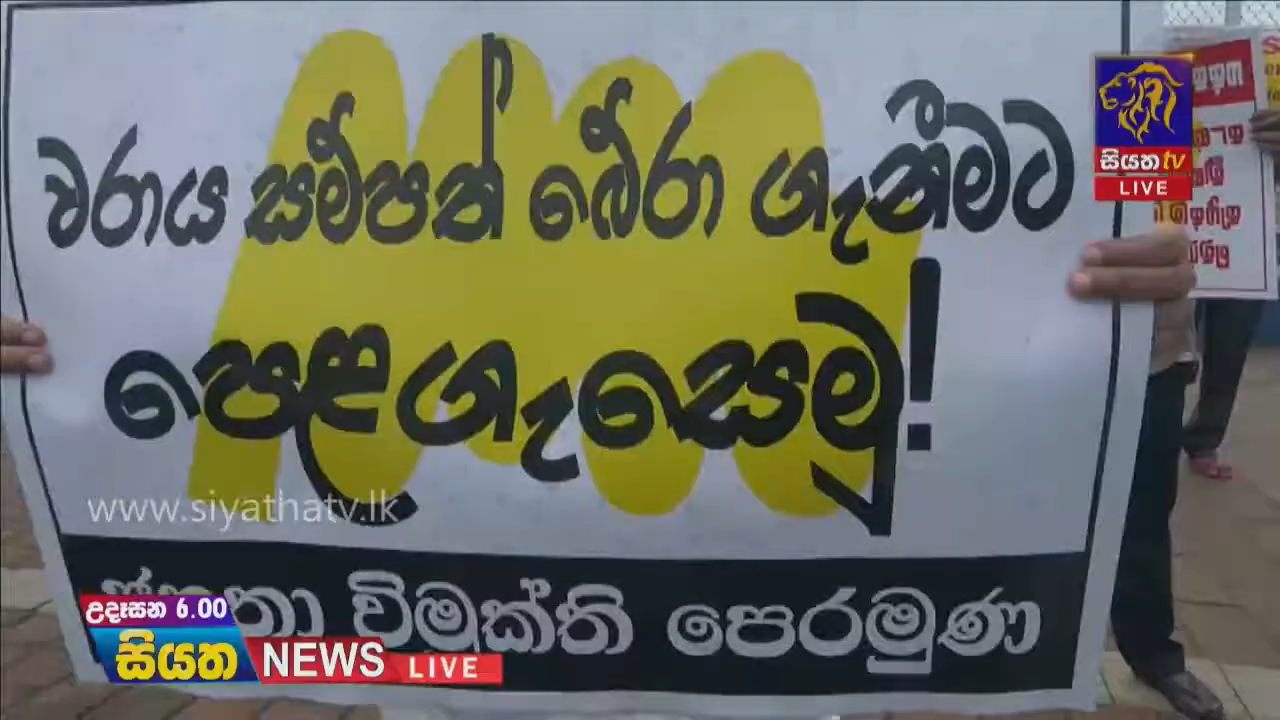 වරාය සම්පත් බේරා ගැනීමට
පෙළගැසෙමු!
විමුක්ති පෙරමුණ
www.siyathatv.lk
සියත tv
LIVE
උදෑසන 6.00
සියත NEWS
LIVE